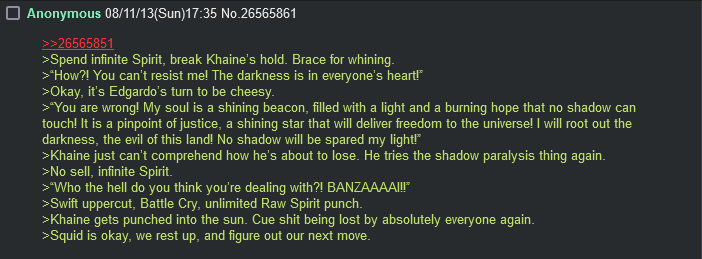 Anonymous 08/11/13(Sun)17:35 No.26565861
>>26565851
>Spend infinite Spirit, break Khaine’s hold. Brace for whining.
>“How?! You can’t resist me! The darkness is in everyone’s heart!”
>Okay, it’s Edgardo’s turn to be cheesy.
>“You are wrong! My soul is a shining beacon, filled with a light and a burning hope that no shadow can
touch! It is a pinpoint of justice, a shining star that will deliver freedom to the universe! I will root out the
darkness, the evil of this land! No shadow will be spared my light!”
>Khaine just can’t comprehend how he’s about to lose. He tries the shadow paralysis thing again.
>No sell, infinite Spirit.
>“Who the hell do you think you’re dealing with?! BANZAAAAI!!”
>Swift uppercut, Battle Cry, unlimited Raw Spirit punch.
>Khaine gets punched into the sun. Cue shit being lost by absolutely everyone again.
>Squid is okay, we rest up, and figure out our next move.